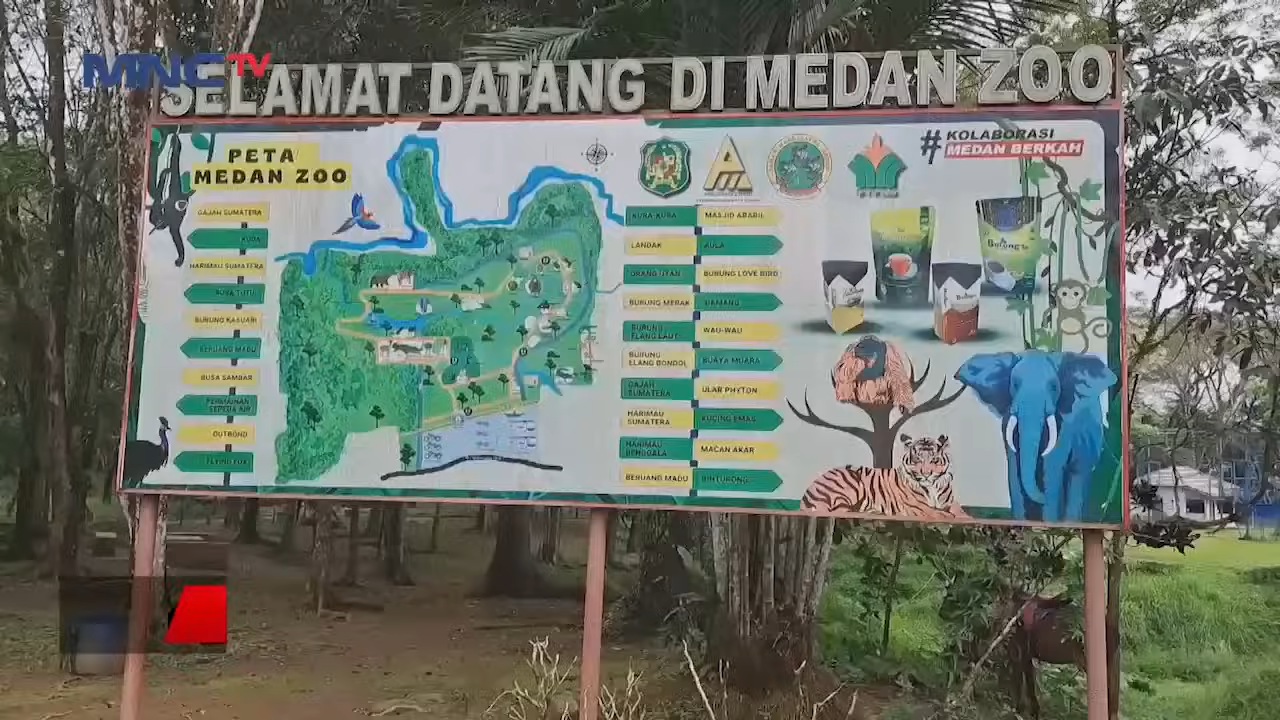 MNCTV
SELAMAT DATANG DI MEDAN ZOO
PETA
MEDAN ZOO
GAJAH SUMATERA
KUDA
HARIMAU SUMATERA
RUSA TUTUL
BURUNG KASUARI
BERUANG MADU
RUSA SAMBAR
PERMAINAN
SEPEDA AIR
OUTBOND
FLYING FOX
KURA-KURA
MASJID ABABIL
LANDAK
AULA
ORANG UTAN
BURUNG LOVE BIRD
BURUNG MERAK
SIAMANG
BURUNG
ELANG LAUT
WAU-WAU
BURUNG
ELANG BONDOL
BUAYA MUARA
GAJAH
SUMATERA
ULAR PHYTON
HARIMAU
SUMATERA
KUCING EMAS
HARIMAU
BENGGALA
MACAN AKAR
BERUANG MADU
BINTURONG
# KOLABORASI
MEDAN BERKAH